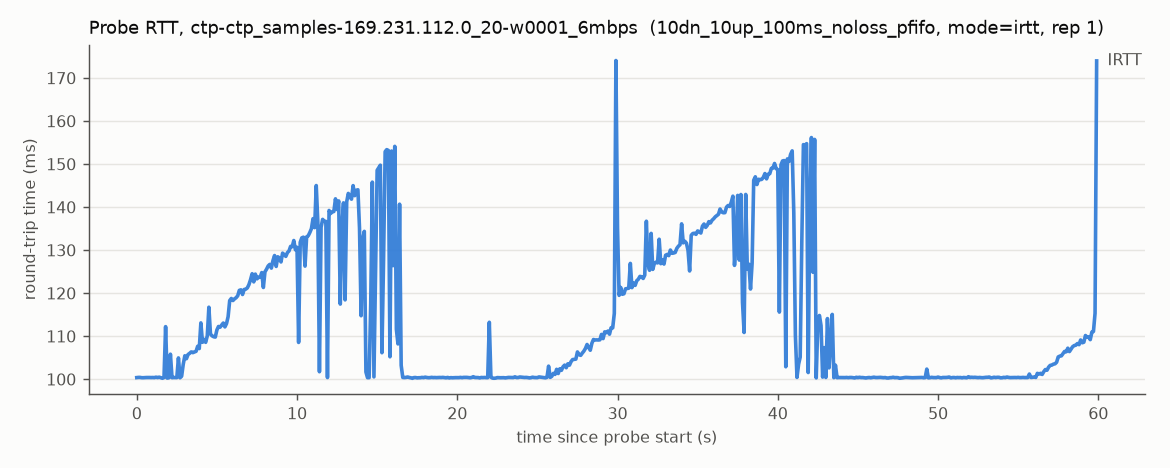 Probe RTT, ctp-ctp_samples-169.231.112.0_20-w0001_6mbps  (10dn_10up_100ms_noloss_pfifo, mode=irtt, rep 1)
IRTT
170
160
150
140
130
120
110
100
round-trip time (ms)
0 10 20 30 40 50 60
time since probe start (s)